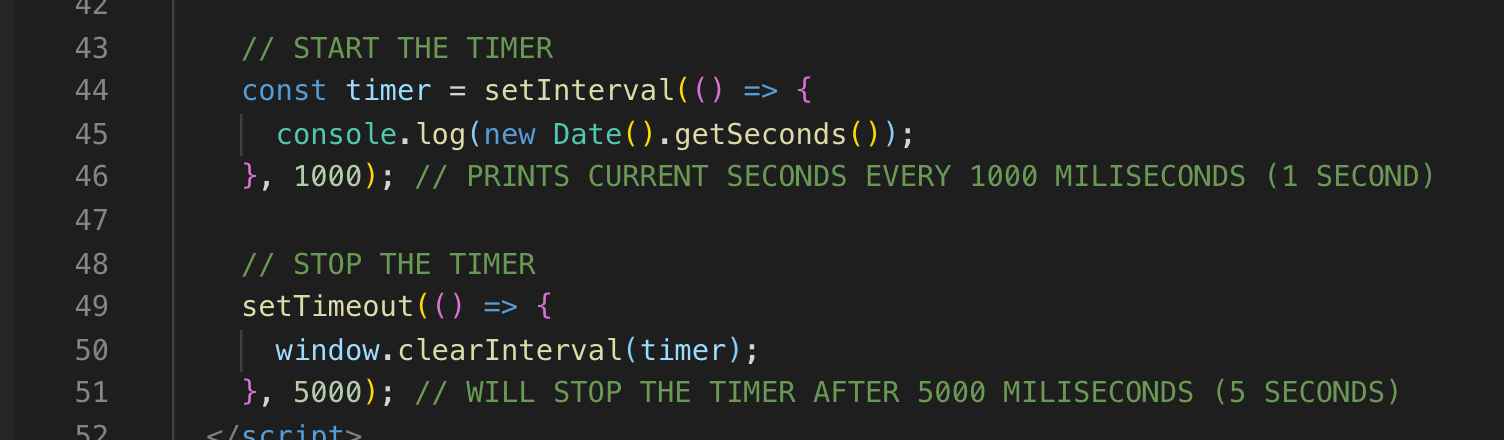 42
43 // START THE TIMER
44 const timer = setInterval(() => {
45 console.log(new Date().getSeconds());
46 }, 1000); // PRINTS CURRENT SECONDS EVERY 1000 MILISECONDS (1 SECOND)
47
48 // STOP THE TIMER
49 setTimeout(() => {
50 window.clearInterval(timer);
51 }, 5000); // WILL STOP THE TIMER AFTER 5000 MILISECONDS (5 SECONDS)
52 </script>